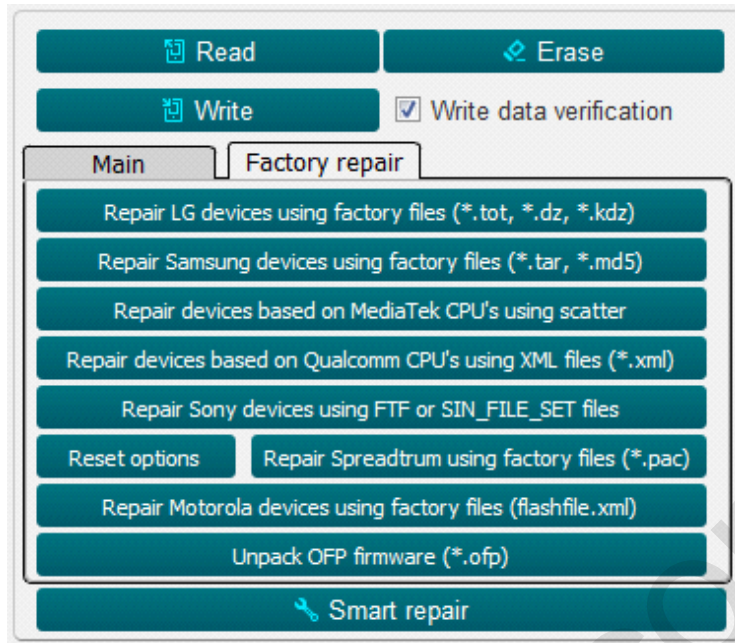 Read
Erase
Write
Write data verification
Main
Factory repair
Repair LG devices using factory files (*.tot, *.dz, *.kdz)
Repair Samsung devices using factory files (*.tar, *.md5)
Repair devices based on MediaTek CPU's using scatter
Repair devices based on Qualcomm CPU's using XML files (*.xml)
Repair Sony devices using FTF or SIN_FILE_SET files
Reset options
Repair Spreadtrum using factory files (*.pac)
Repair Motorola devices using factory files (flashfile.xml)
Unpack OFP firmware (*.ofp)
Smart repair